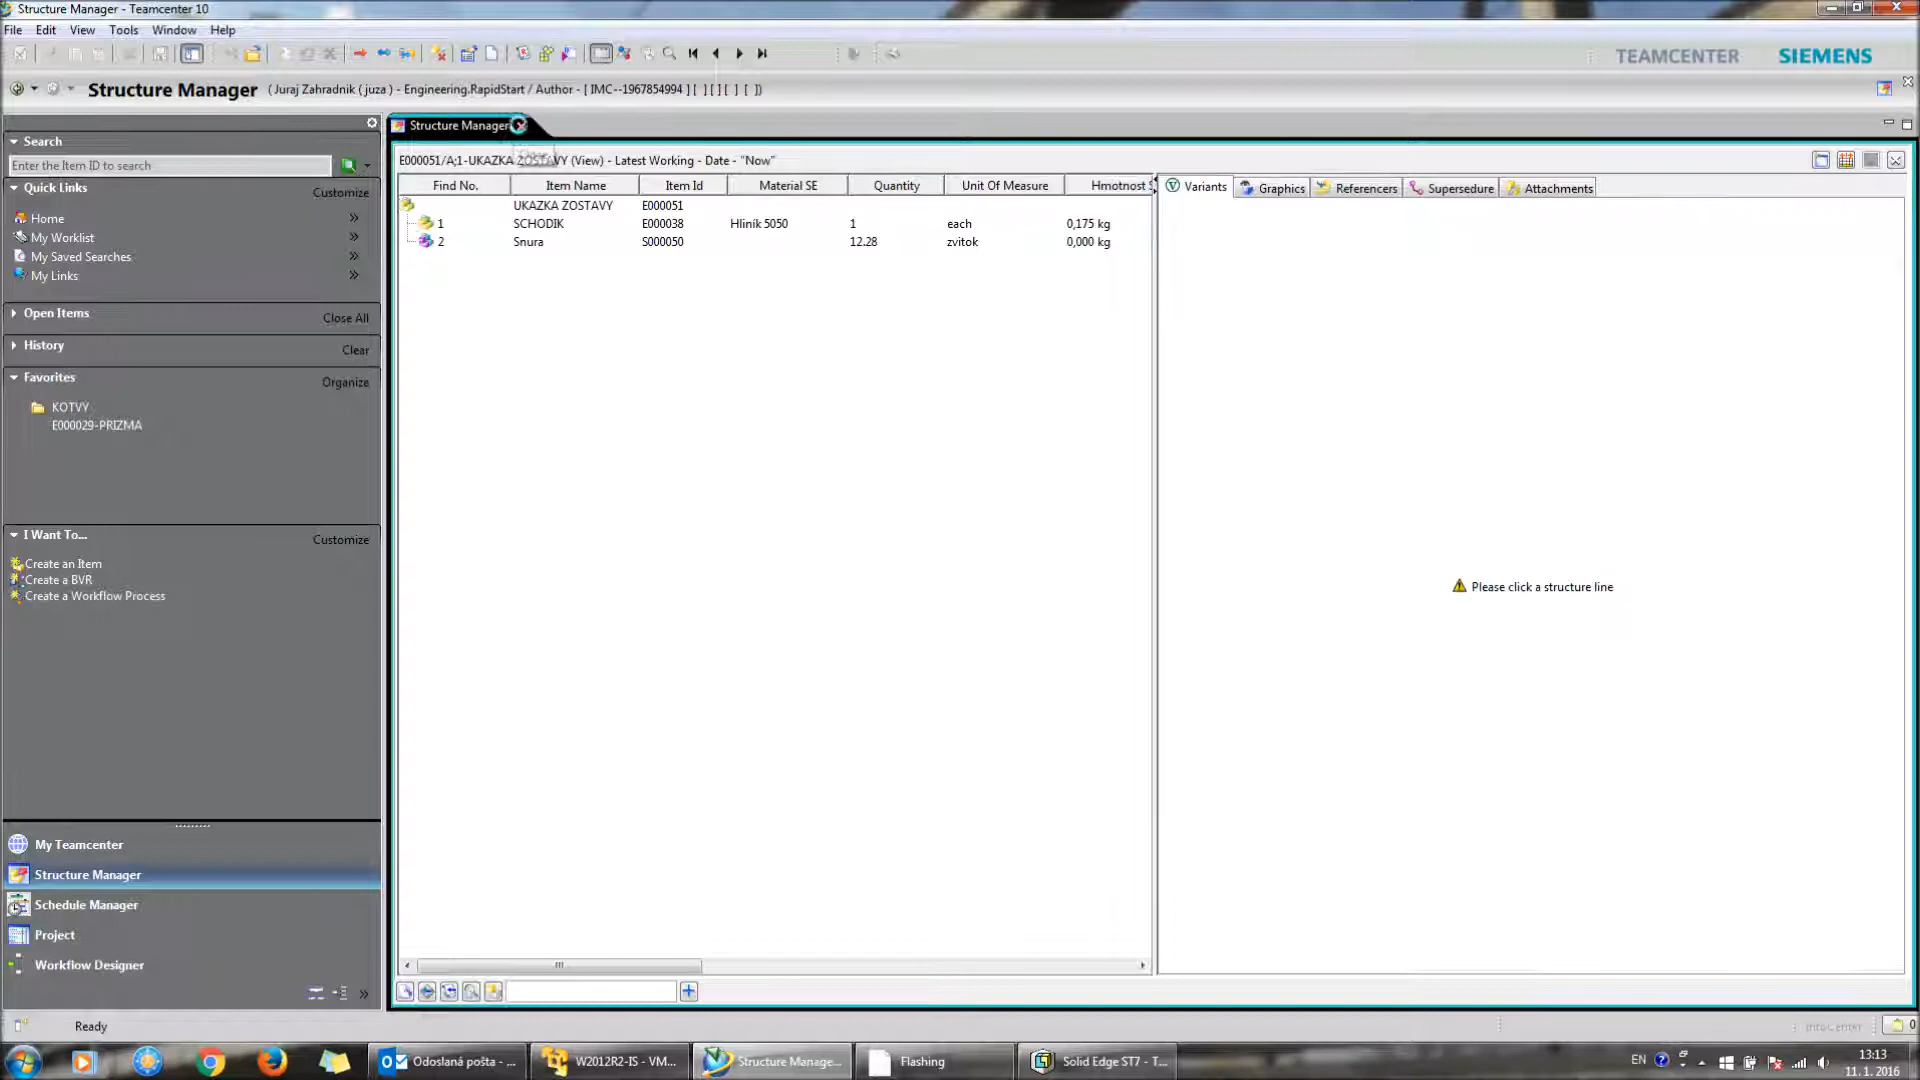 Structure Manager - Teamcenter 10
File Edit View Tools Window Help
TEAMCENTER SIEMENS
Structure Manager ( Juraj Zahradnik ( juza ) - Engineering.RapidStart / Author - [ IMC--1967854994 ] [ ] [ ] [ ] [ ])
Structure Manager
Search
Enter the Item ID to search
Quick Links Customize
Home
My Worklist
My Saved Searches
My Links
Open Items Close All
History Clear
Favorites Organize
KOTVY
E000029-PRIZMA
I Want To... Customize
Create an Item
Create a BVR
Create a Workflow Process
My Teamcenter
Structure Manager
Schedule Manager
Project
Workflow Designer
E000051/A;1-UKAZKA ZOSTAVY (View) - Latest Working - Date - "Now"
Find No. Item Name Item Id Material SE Quantity Unit Of Measure Hmotnost
UKAZKA ZOSTAVY E000051
1 SCHODIK E000038 Hliník 5050 1 each 0,175 kg
2 Snura S000050 12.28 zvitok 0,000 kg
Variants Graphics Referencers Supersedure Attachments
Please click a structure line
Ready
InfoCenter 0
Odoslaná pošta - ... W2012R2-IS - VM... Structure Manage... Flashing Solid Edge ST7 - T...
EN 13:13
11. 1. 2016